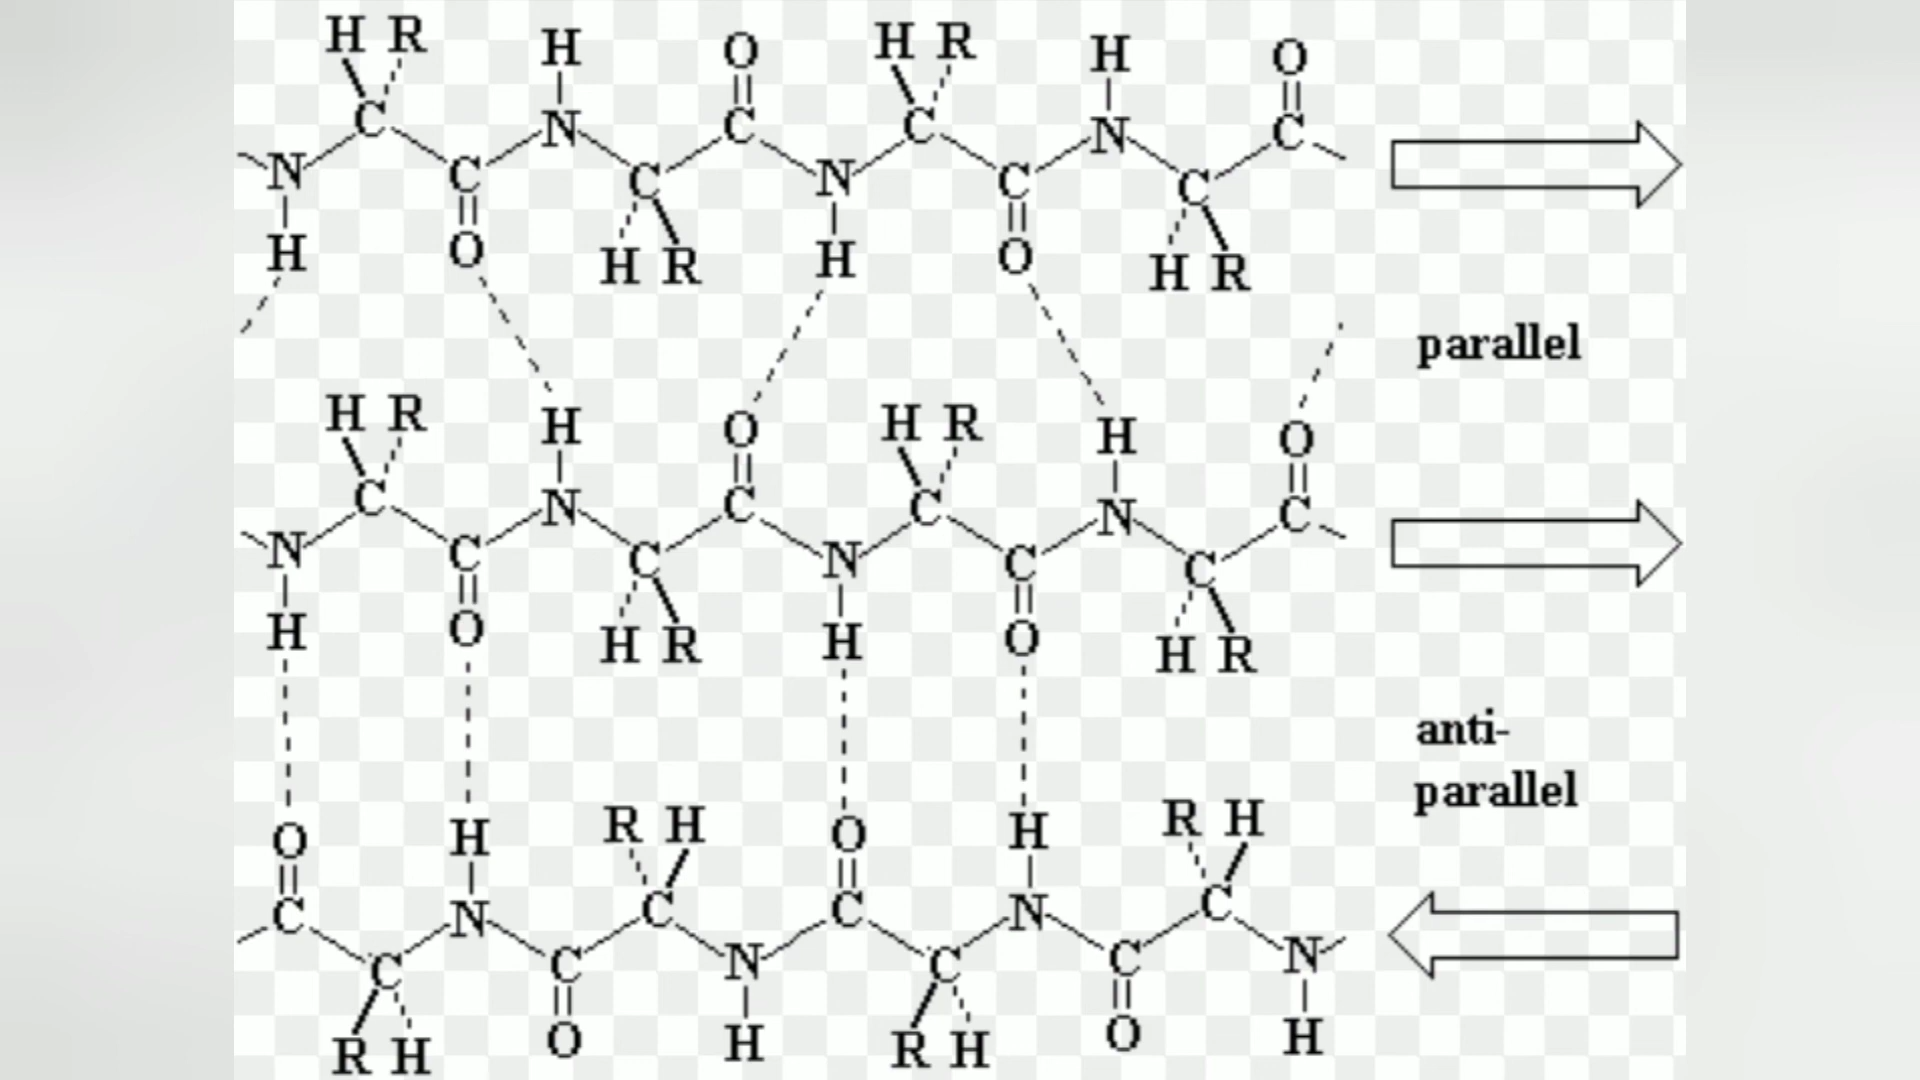 H R H O H R H O
C N C C N C
N C C N C C
H O H R H O H R
parallel
H R H O H R H O
C N C C N C
N C C N C C
H O H R H O H R
anti-
parallel
O H R H O H R H
C N C C N C
C C N C C N
R H O H R H O H